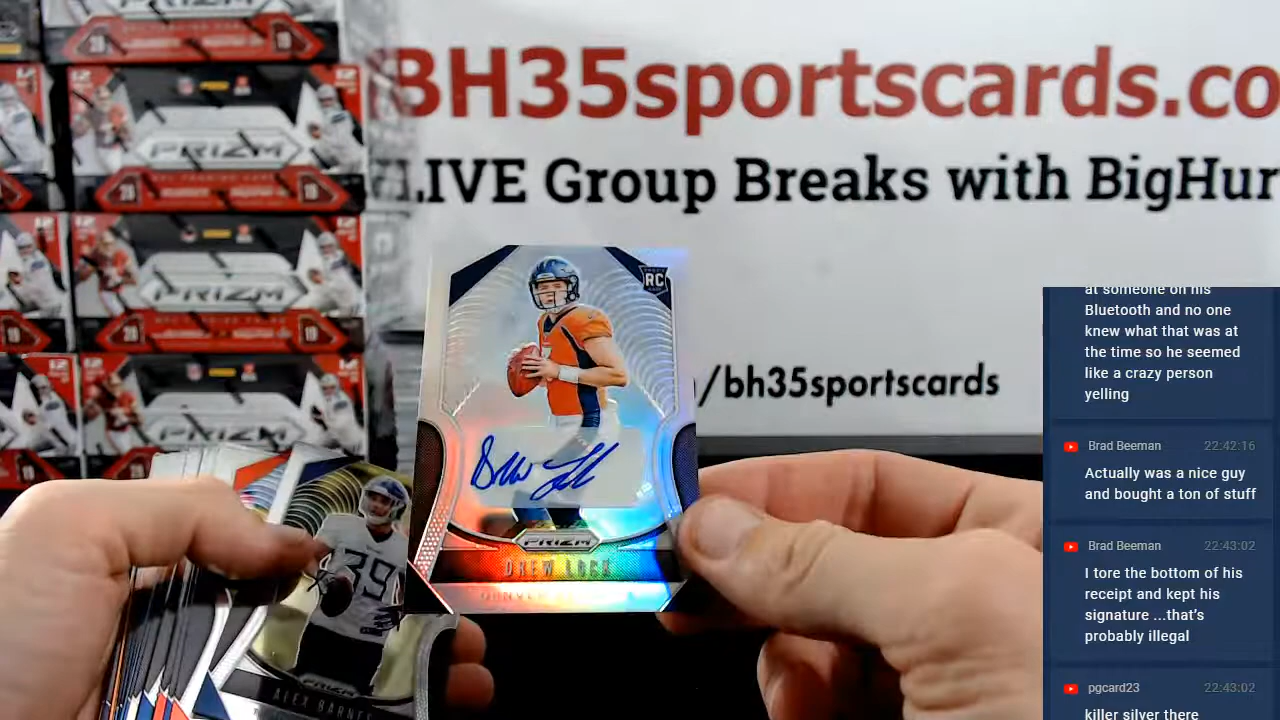 BH35sportscards.co
LIVE Group Breaks with BigHur
/bh35sportscards
PRIZM
PRIZM
PRIZM
RC
39
PRIZM
DREW LOCK
PRIZM
ALEX BARNES
at someone on his
Bluetooth and no one
knew what that was at
the time so he seemed
like a crazy person
yelling
Brad Beeman 22:42:16
Actually was a nice guy
and bought a ton of stuff
Brad Beeman 22:43:02
I tore the bottom of his
receipt and kept his
signature ...that's
probably illegal
pgcard23 22:43:02
killer silver there